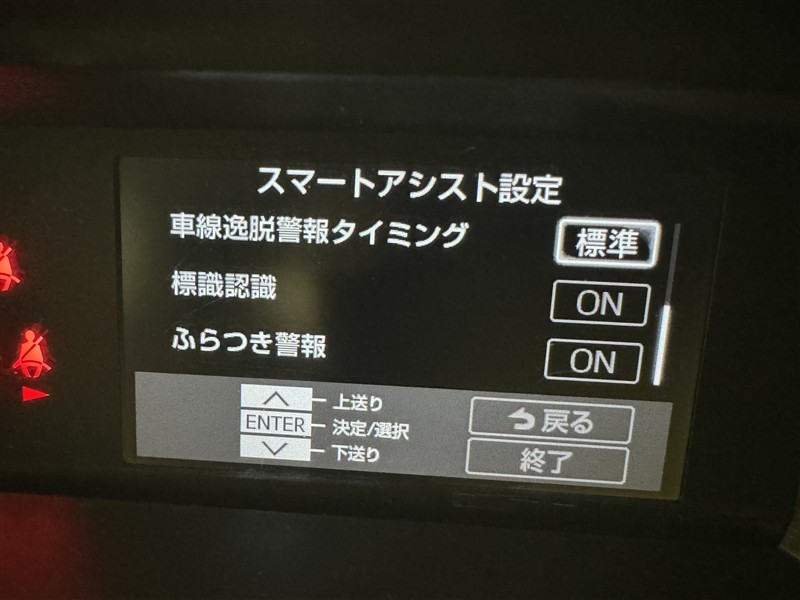 スマートアシスト設定
車線逸脱警報タイミング 標準
標識認識 ON
ふらつき警報 ON
上送り
ENTER 決定/選択
下送り
戻る
終了